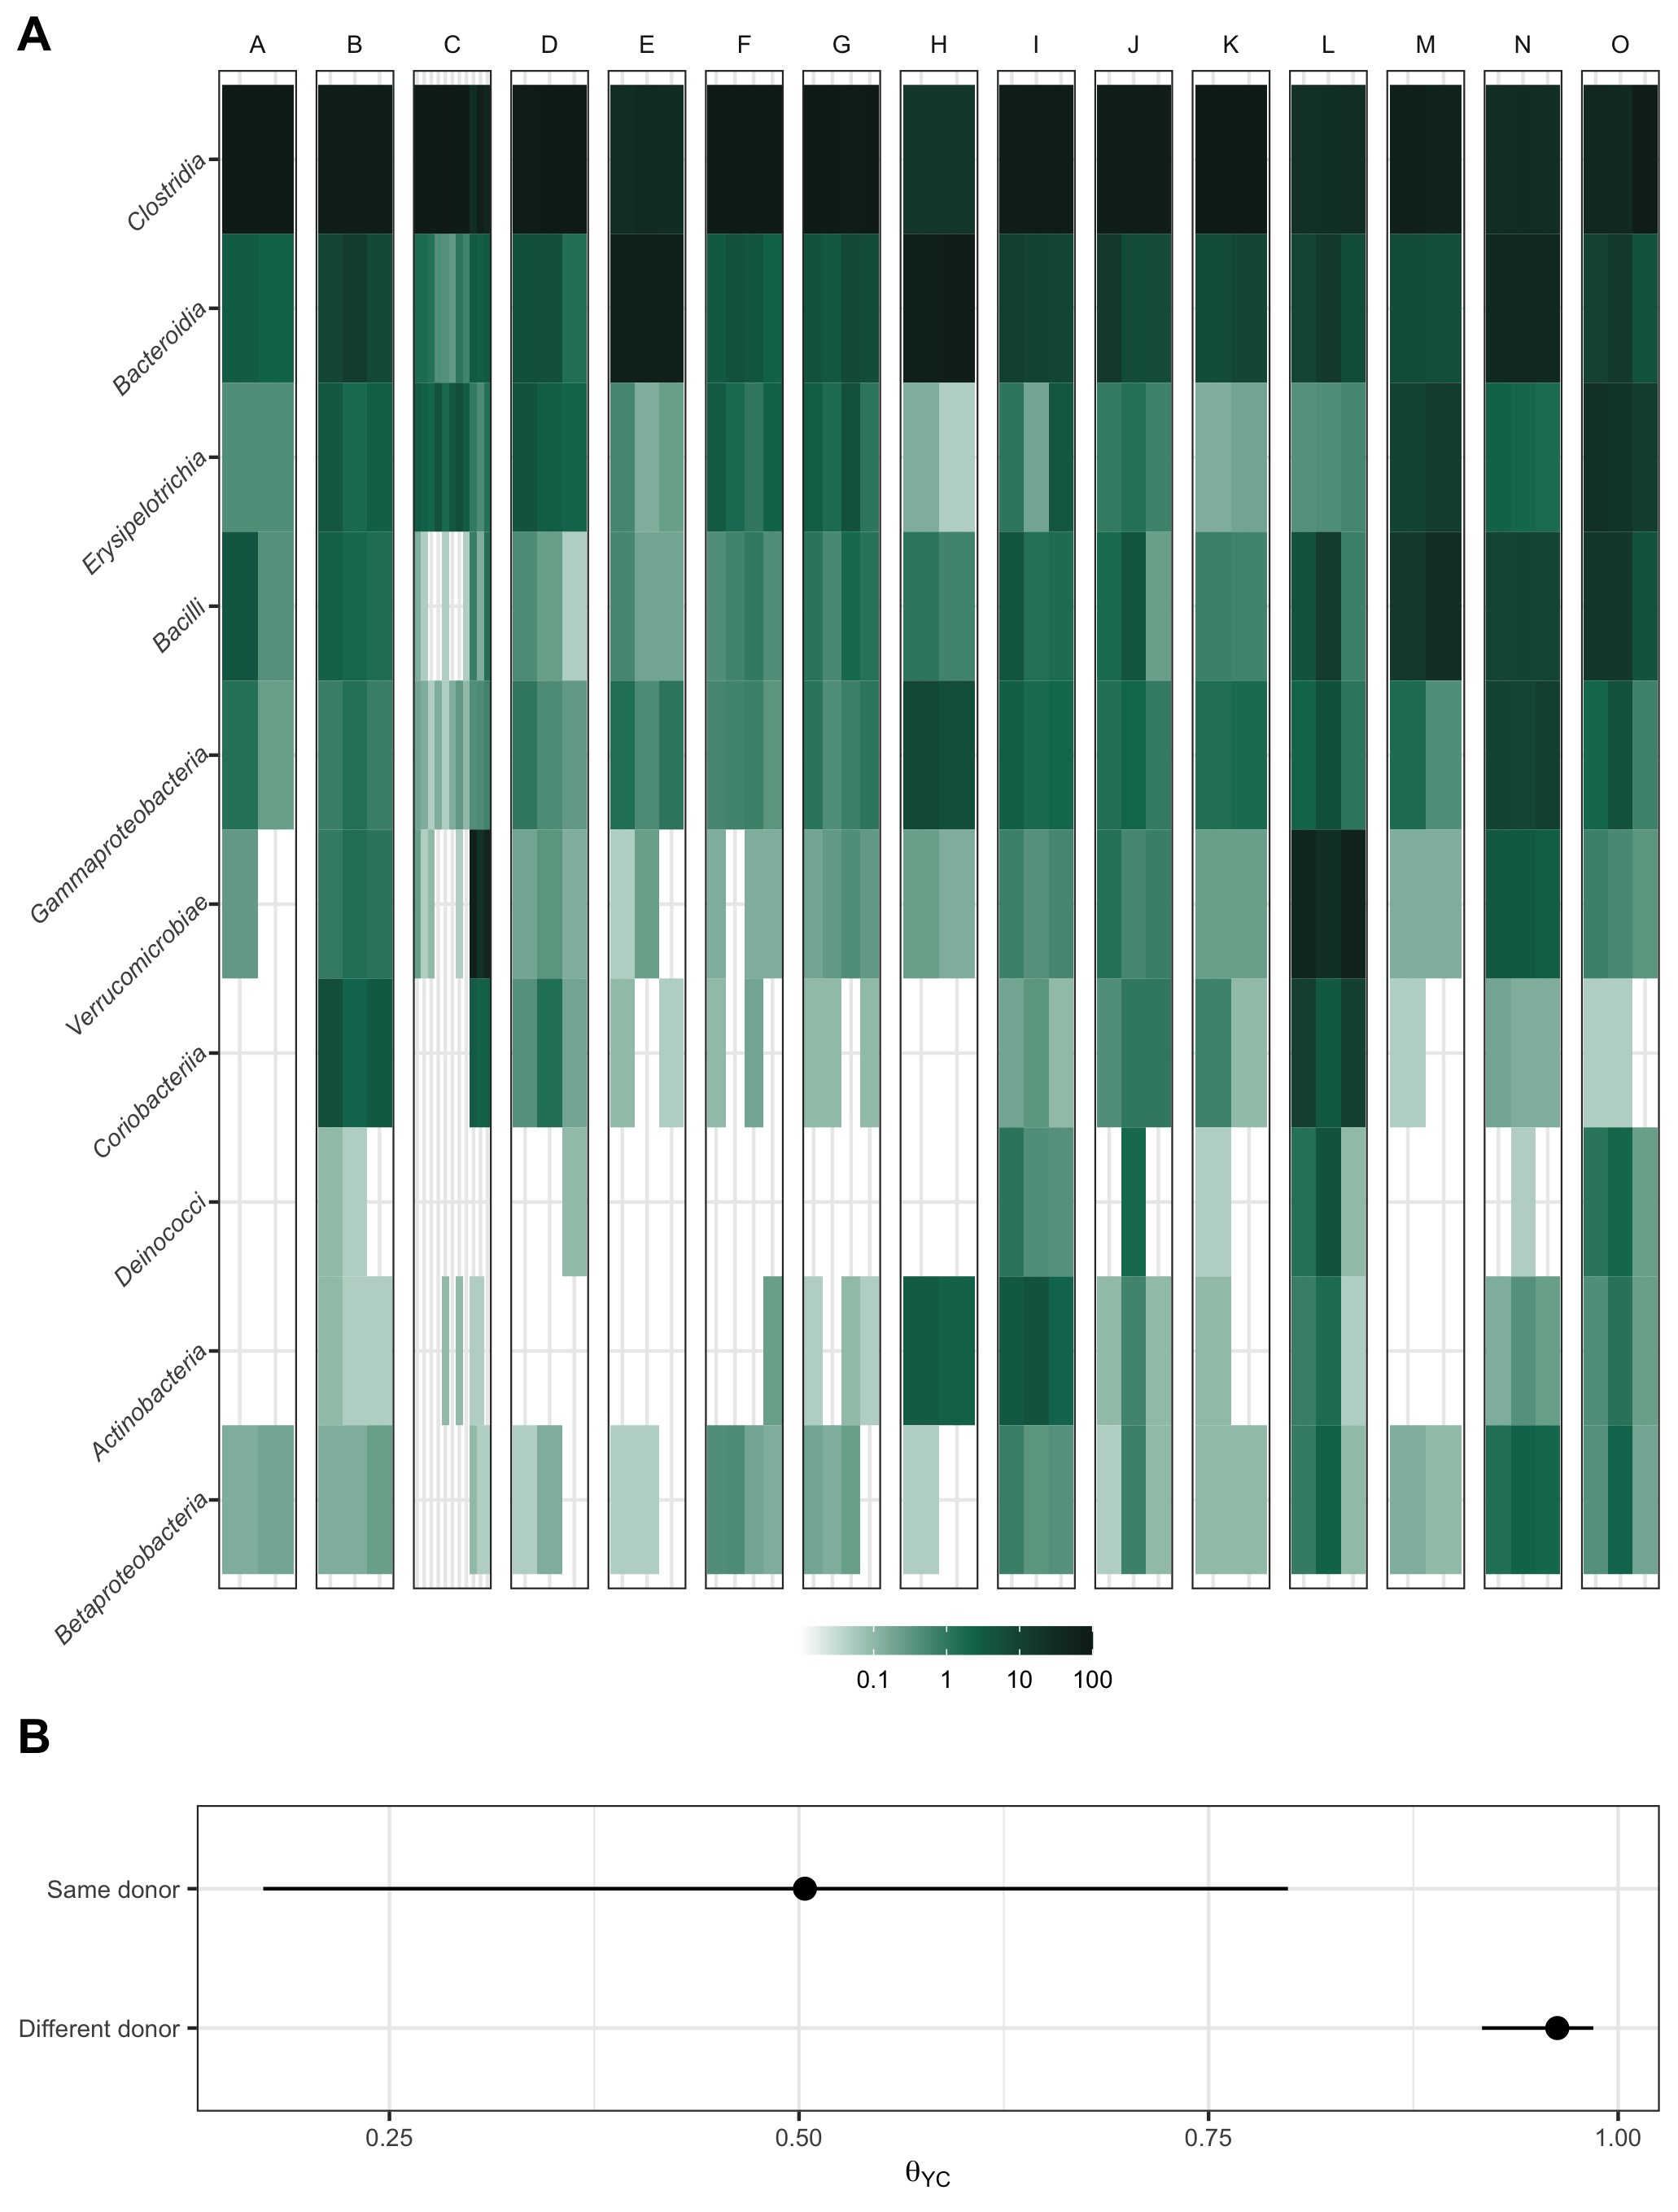 A
A B C D E F G H I J K L M N O
Clostridia
Bacteroidia
Erysipelotrichia
Bacilli
Gammaproteobacteria
Verrucomicrobiae
Coriobacteriia
Deinococci
Actinobacteria
Betaproteobacteria
0.1 1 10 100
B
Same donor
Different donor
0.25 0.50 0.75 1.00
θYC